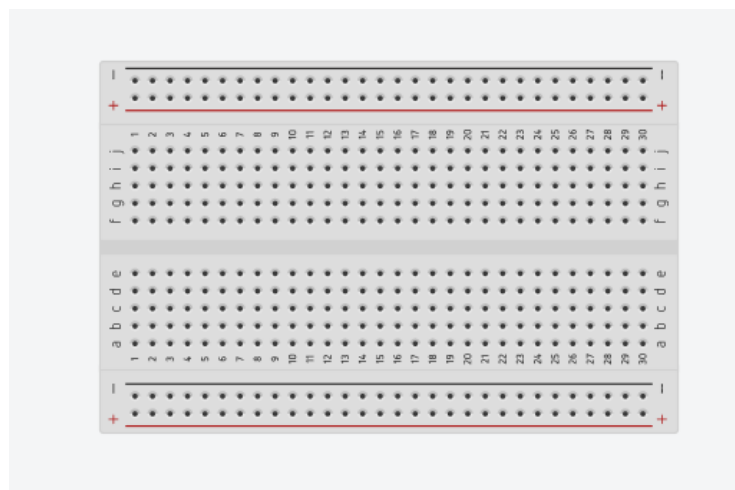 − −
+ +
1 2 3 4 5 6 7 8 9 10 11 12 13 14 15 16 17 18 19 20 21 22 23 24 25 26 27 28 29 30
j j
i i
h h
g g
f f
e e
d d
c c
b b
a a
1 2 3 4 5 6 7 8 9 10 11 12 13 14 15 16 17 18 19 20 21 22 23 24 25 26 27 28 29 30
− −
+ +